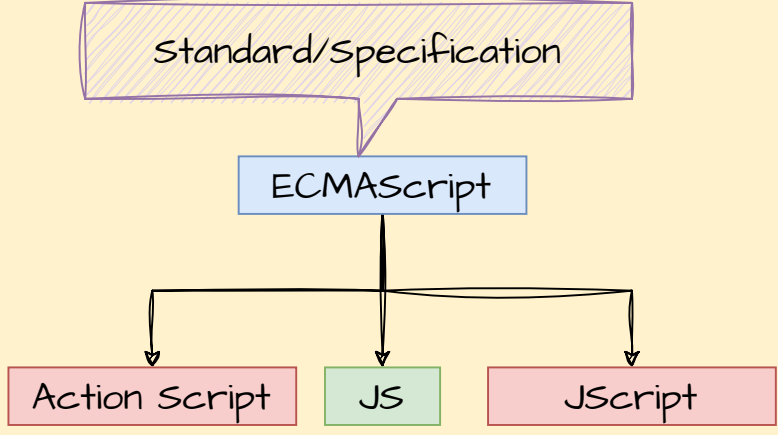 Standard/Specification
ECMAScript
Action Script
JS
JScript